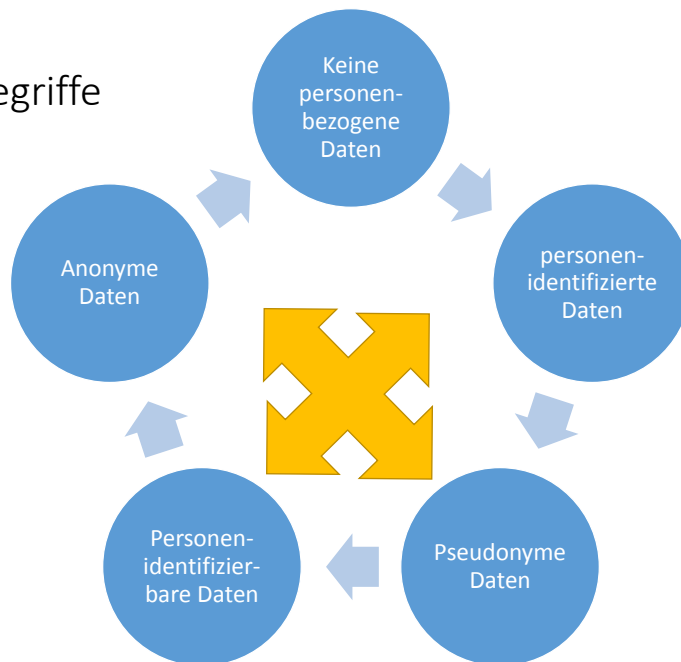 egriffe
Keine
personen-
bezogene
Daten
personen-
identifizierte
Daten
Pseudonyme
Daten
Personen-
identifizier-
bare Daten
Anonyme
Daten